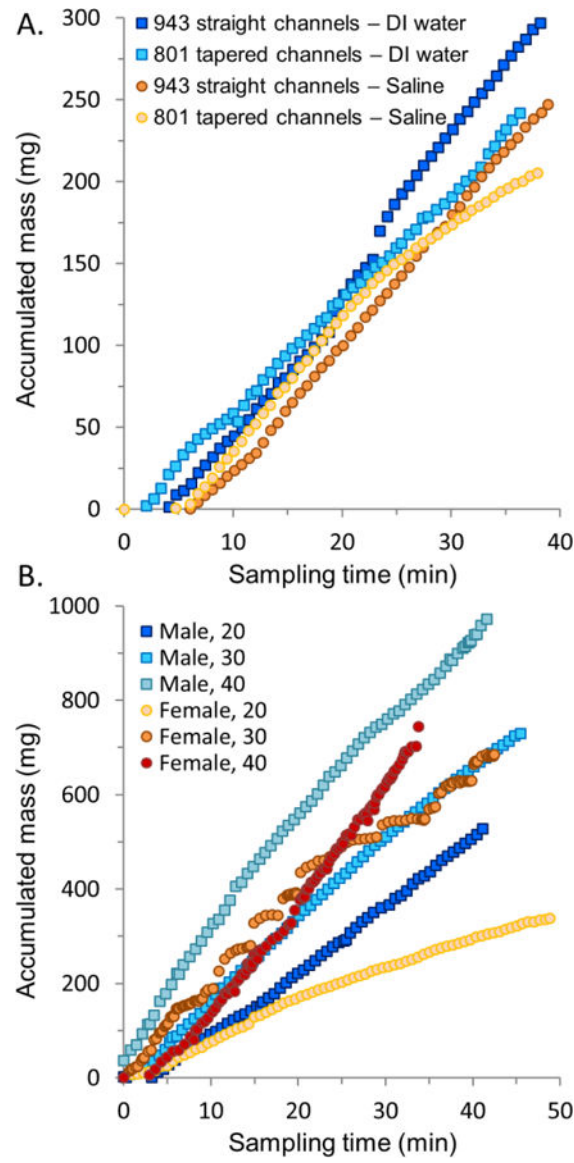 A.
300
250
200
150
100
50
0
Accumulated mass (mg)
943 straight channels – DI water
801 tapered channels – DI water
943 straight channels – Saline
801 tapered channels – Saline
0 10 20 30 40
Sampling time (min)
B.
1000
800
600
400
200
0
Accumulated mass (mg)
Male, 20
Male, 30
Male, 40
Female, 20
Female, 30
Female, 40
0 10 20 30 40 50
Sampling time (min)